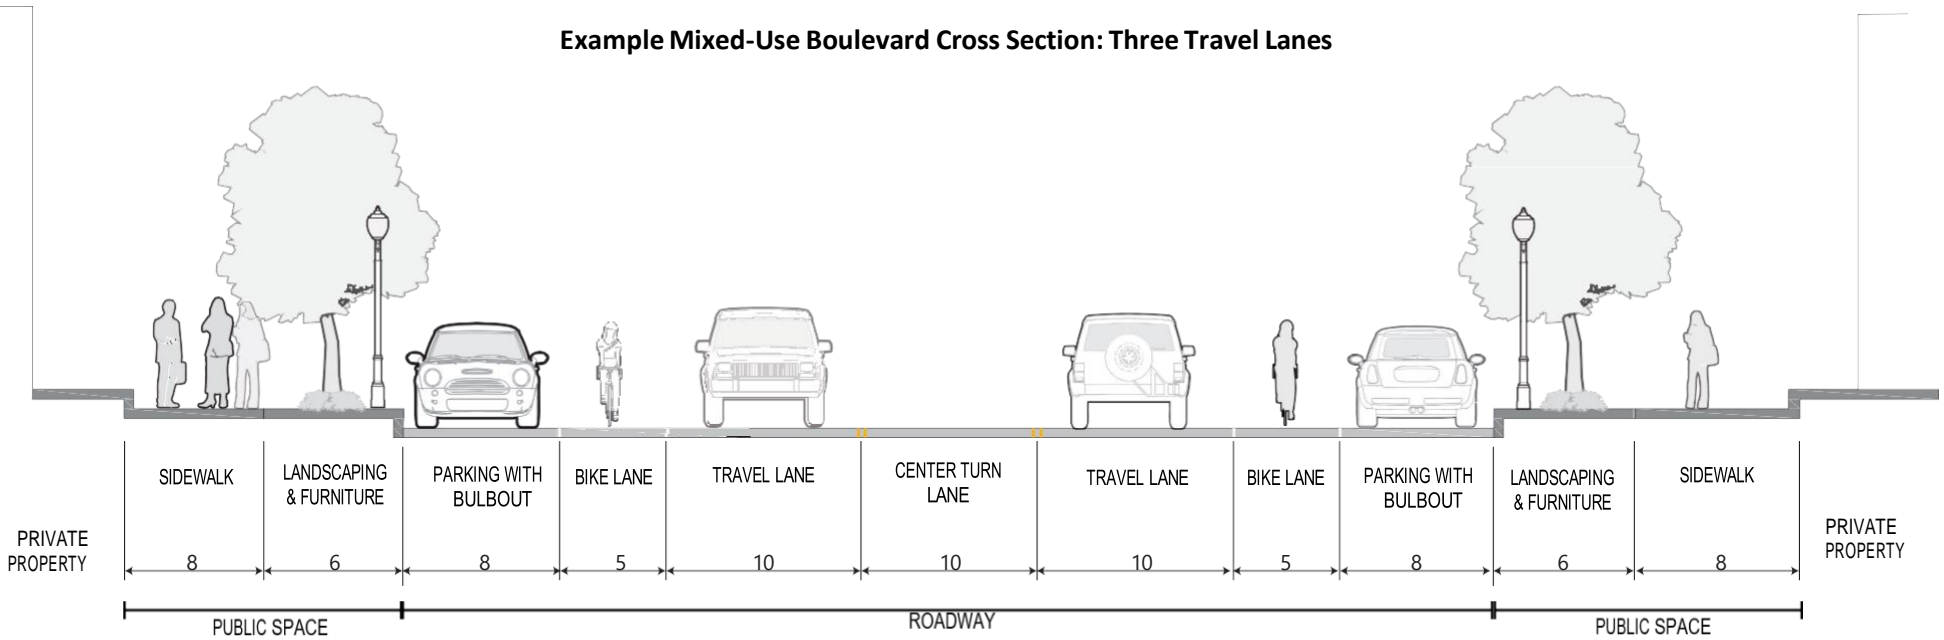 Example Mixed-Use Boulevard Cross Section: Three Travel Lanes
PRIVATE
PROPERTY
SIDEWALK
LANDSCAPING
& FURNITURE
PARKING WITH
BULBOUT
BIKE LANE
TRAVEL LANE
CENTER TURN
LANE
TRAVEL LANE
BIKE LANE
PARKING WITH
BULBOUT
LANDSCAPING
& FURNITURE
SIDEWALK
PRIVATE
PROPERTY
8
6
8
5
10
10
10
5
8
6
8
PUBLIC SPACE
ROADWAY
PUBLIC SPACE